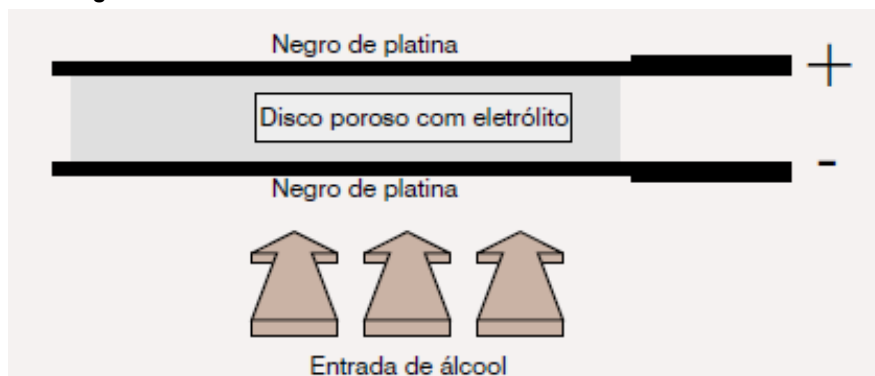 Negro de platina
+
Disco poroso com eletrólito
-
Negro de platina
Entrada de álcool